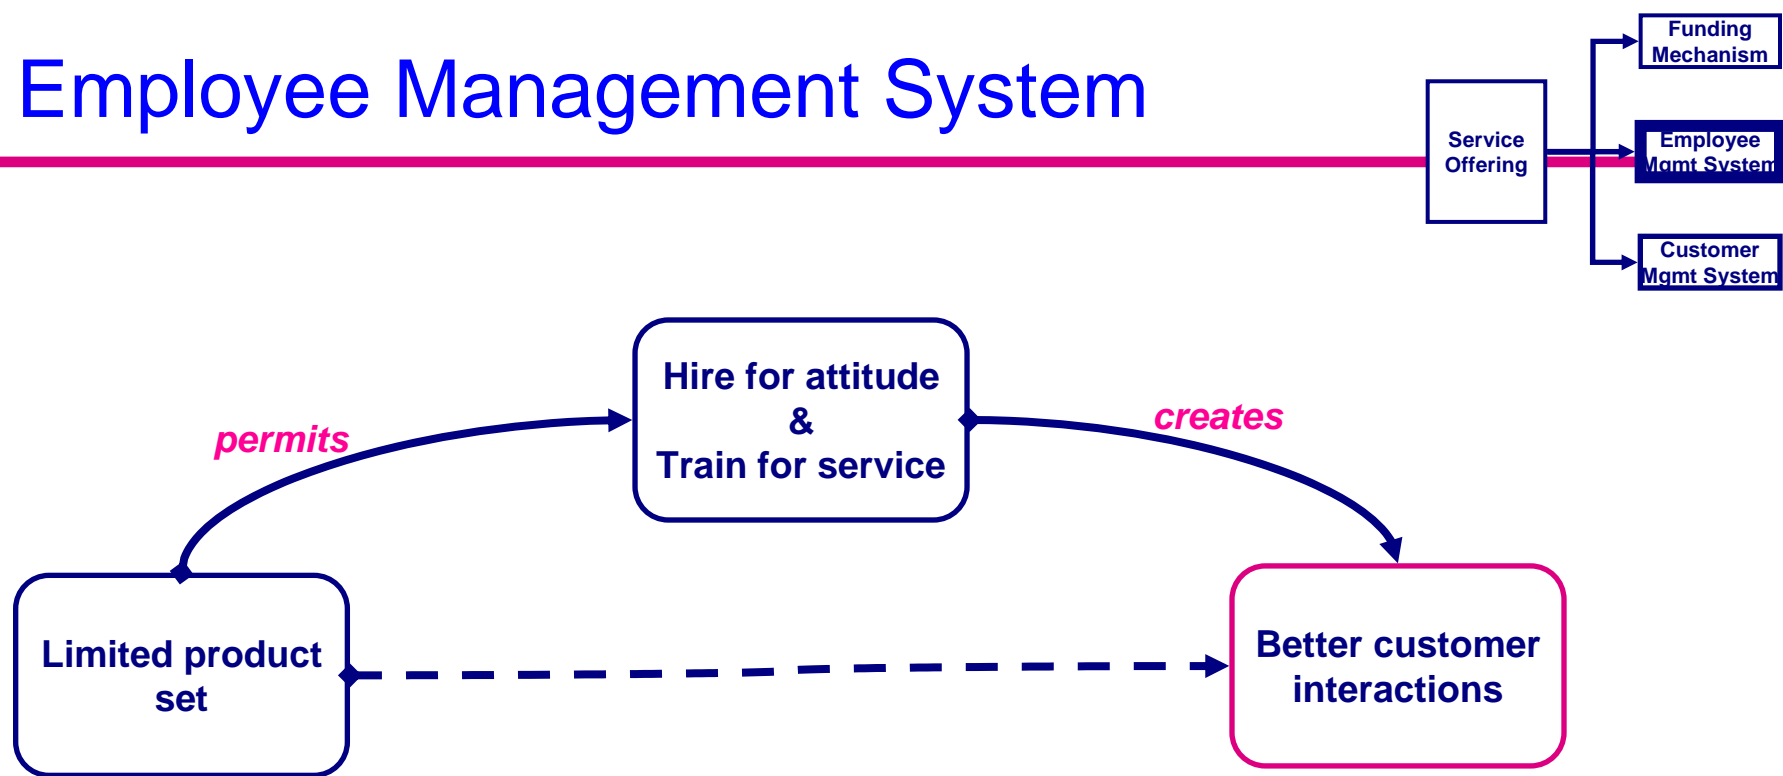 Employee Management System
Funding
Mechanism
Service
Offering
Employee
Mgmt System
Customer
Mgmt System
Hire for attitude
&
Train for service
permits
creates
Limited product
set
Better customer
interactions